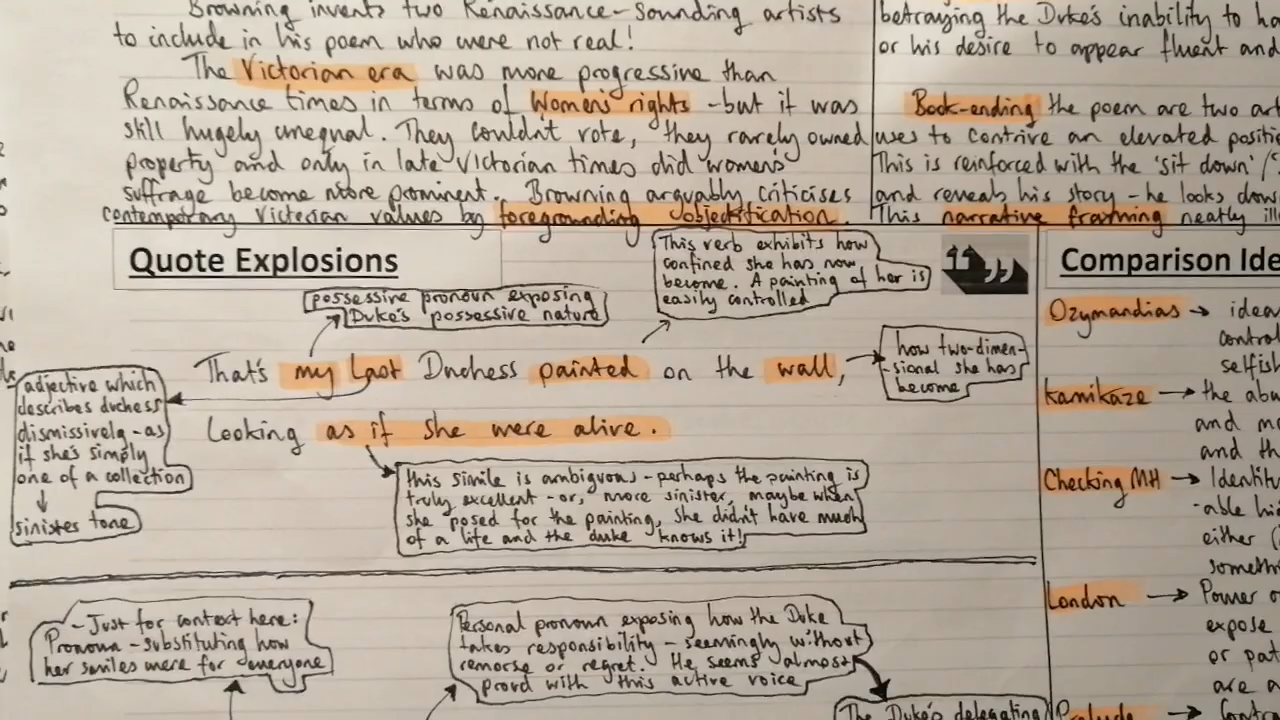 Browning invents two Renaissance-sounding artists
to include in his poem who were not real!
The Victorian era was more progressive than
Renaissance times in terms of Women's rights - but it was
still hugely unequal. They couldn't vote, they rarely owned
property and only in late Victorian times did women's
suffrage become more prominent. Browning arguably criticises
contemporary Victorian values by foregrounding objectification.
betraying the Duke's inability to
or his desire to appear fluent and
Book-ending the poem are two
uses to contrive an elevated
This is reinforced with the 'sit down'
and reveals his story - he looks
This narrative framing neatly
Quote Explosions
This verb exhibits how
confined she has now
become. A painting of her is
easily controlled
possessive pronoun exposing
Duke's possessive nature
That's my Last Duchess painted on the wall,
how two-dimen-
-sional she has
become
adjective which
describes duchess
dismissively - as
if she's simply
one of a collection
↓
sinister tone
Looking as if she were alive.
this simile is ambiguous - perhaps the painting is
truly excellent - or, more sinister, maybe when
she posed for the painting, she didn't have much
of a life and the duke knows it!
- Just for context here:
Pronoun - substituting how
her smiles were for everyone
Personal pronoun exposing how the Duke
takes responsibility - seemingly without
remorse or regret. He seems almost
proud with this active voice
The Duke's delegating
Comparison
Ozymandias →
selfish
Kamikaze → the
and
and
Checking MH →
either
London → Power
expose
or
are a